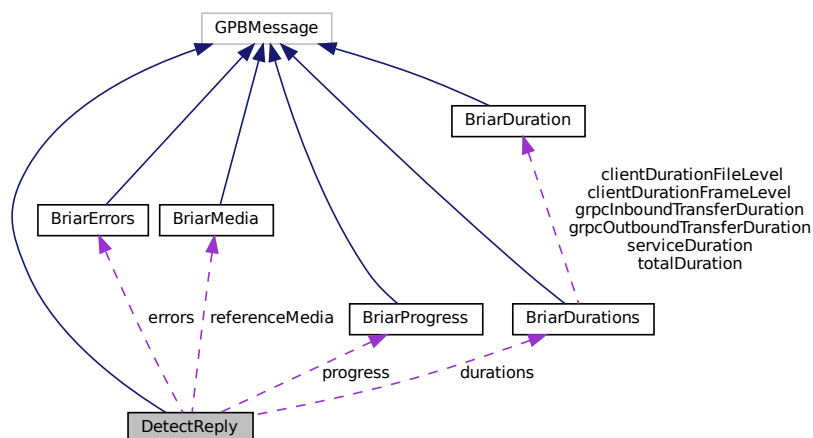 GPBMessage
BriarDuration
clientDurationFileLevel
clientDurationFrameLevel
grpcInboundTransferDuration
grpcOutboundTransferDuration
serviceDuration
totalDuration
BriarErrors
BriarMedia
errors
referenceMedia
BriarProgress
BriarDurations
progress
durations
DetectReply